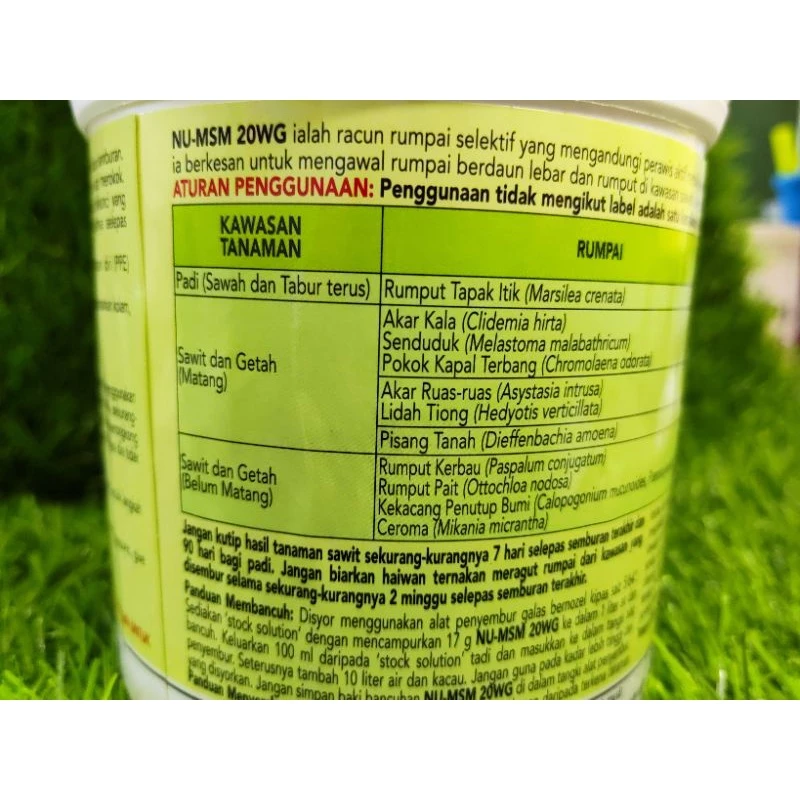 NU-MSM 20WG ialah racun rumpai selektif yang mengandungi perawis aktif
ia berkesan untuk mengawal rumpai berdaun lebar dan rumput di kawasan
ATURAN PENGGUNAAN: Penggunaan tidak mengikut label adalah satu
KAWASAN TANAMAN
RUMPAI
Padi (Sawah dan Tabur terus)
Rumput Tapak Itik (Marsilea crenata)
Sawit dan Getah
(Matang)
Akar Kala (Clidemia hirta)
Senduduk (Melastoma malabathricum)
Pokok Kapal Terbang (Chromolaena odorata)
Akar Ruas-ruas (Asystasia intrusa)
Lidah Tiong (Hedyotis verticillata)
Pisang Tanah (Dieffenbachia amoena)
Sawit dan Getah
(Belum Matang)
Rumput Kerbau (Paspalum conjugatum)
Rumput Pait (Ottochloa nodosa)
Kekacang Penutup Bumi (Calopogonium mucunoides,
Ceroma (Mikania micrantha)
Jangan kutip hasil tanaman sawit sekurang-kurangnya 7 hari selepas semburan terakhir dan
90 hari bagi padi. Jangan biarkan haiwan ternakan meragut rumpai dari kawasan yang
disembur selama sekurang-kurangnya 2 minggu selepas semburan terakhir.
Panduan Membancuh: Disyor menggunakan alat penyembur galas bernozel kipas
Sediakan 'stock solution' dengan mencampurkan 17 g NU-MSM 20WG ke dalam 1 liter air dan
bancuh. Keluarkan 100 ml daripada 'stock solution' tadi dan masukkan ke dalam tangki
penyembur. Seterusnya tambah 10 liter air dan kacau. Jangan guna pada kadar lebih
yang disyorkan. Jangan simpan baki bancuhan NU-MSM 20WG di dalam tangki alat